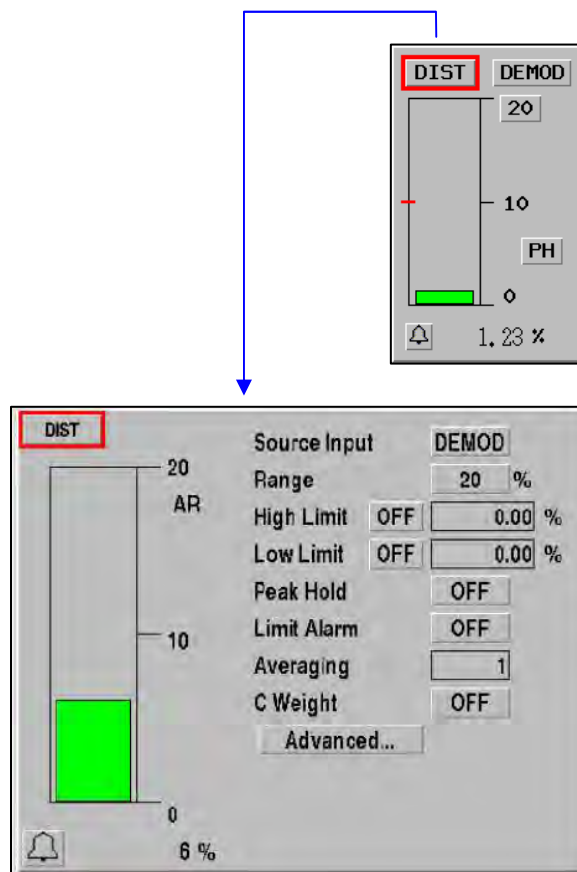 DIST DEMOD
20
10
PH
0
1.23 %
DIST
20
AR
10
0
6 %
Source Input DEMOD
Range 20 %
High Limit OFF 0.00 %
Low Limit OFF 0.00 %
Peak Hold OFF
Limit Alarm OFF
Averaging 1
C Weight OFF
Advanced...